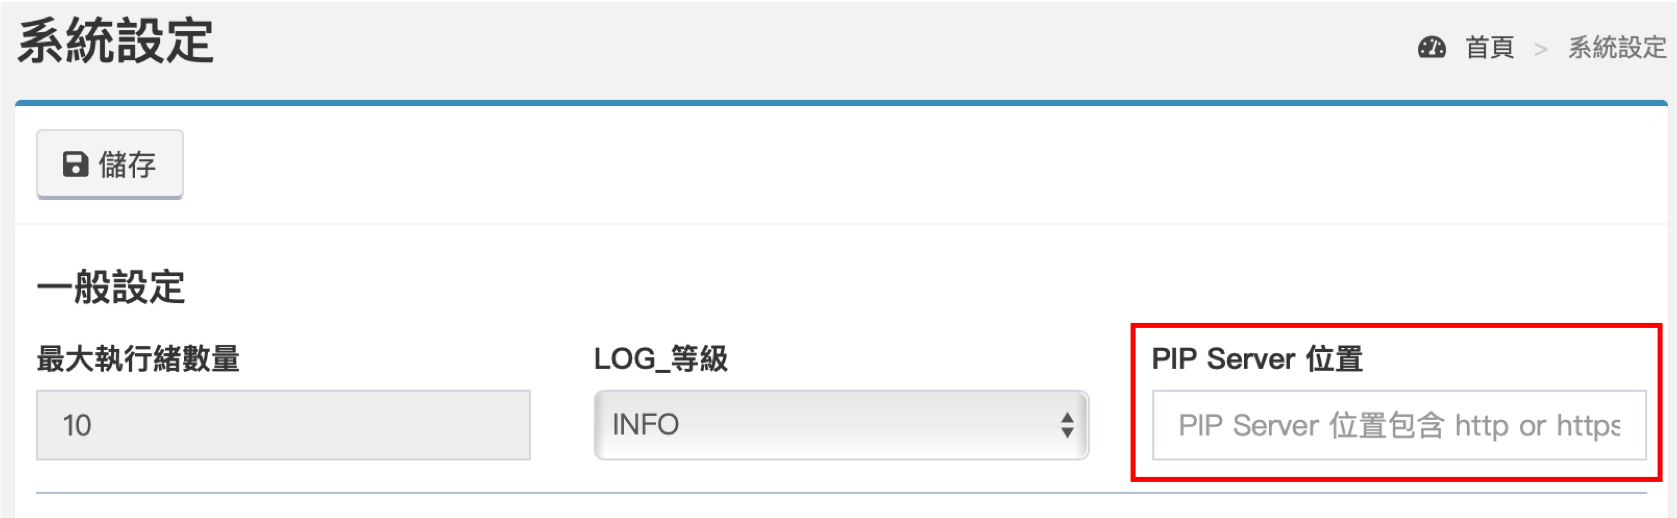 系統設定
首頁 > 系統設定
儲存
一般設定
最大執行緒數量
LOG_等級
PIP Server 位置
10
INFO
PIP Server 位置包含 http or https